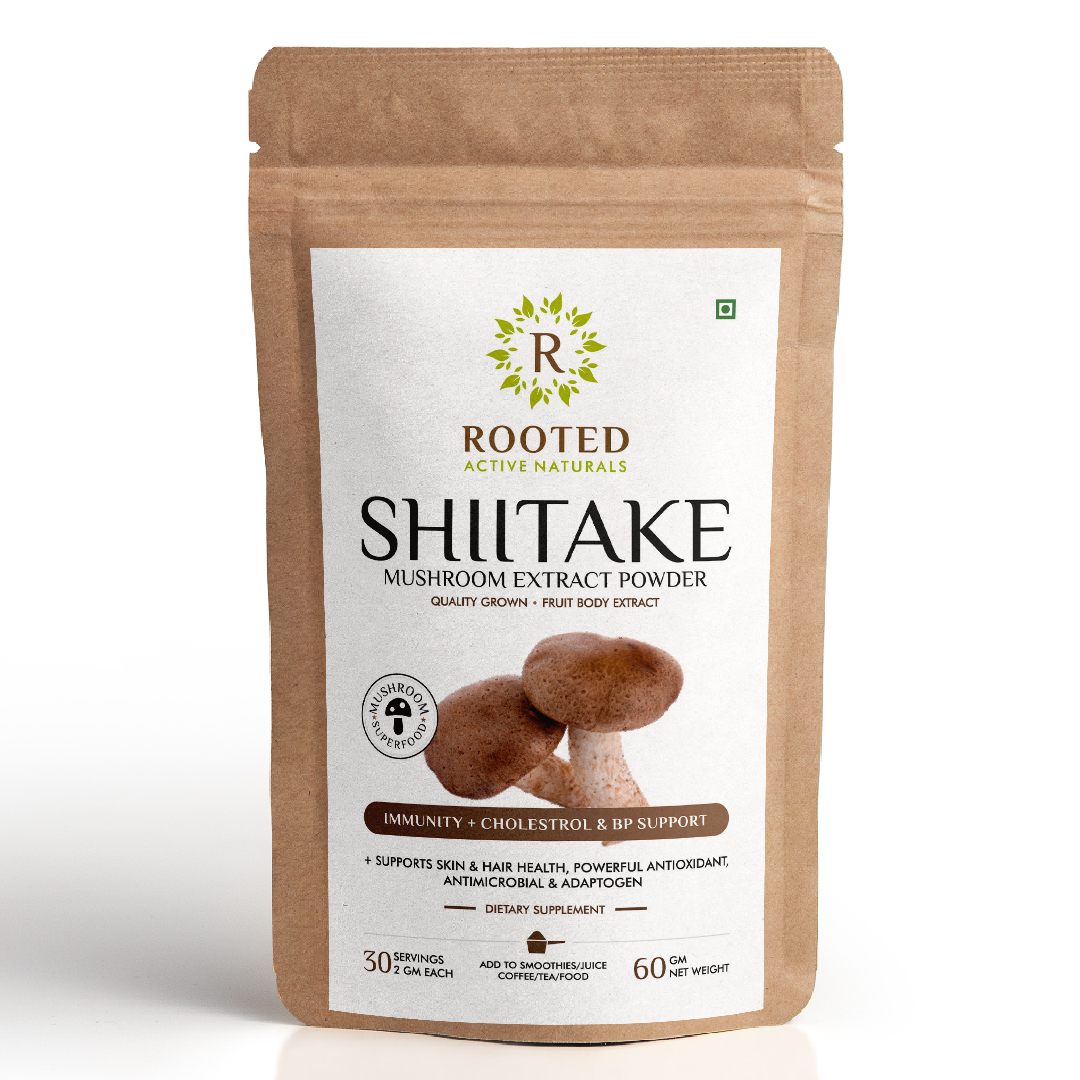 R
ROOTED
ACTIVE NATURALS
SHIITAKE
MUSHROOM EXTRACT POWDER
QUALITY GROWN • FRUIT BODY EXTRACT
MUSHROOM
SUPERFOOD
IMMUNITY + CHOLESTROL & BP SUPPORT
+ SUPPORTS SKIN & HAIR HEALTH, POWERFUL ANTIOXIDANT,
ANTIMICROBIAL & ADAPTOGEN
DIETARY SUPPLEMENT
30 SERVINGS
2 GM EACH
ADD TO SMOOTHIES/JUICE
COFFEE/TEA/FOOD
60 GM
NET WEIGHT